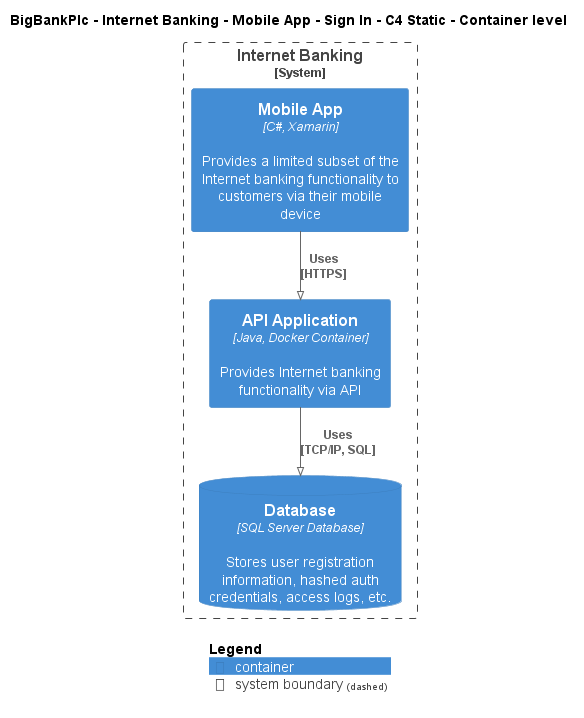 BigBankPlc - Internet Banking - Mobile App - Sign In - C4 Static - Container level
Internet Banking
[System]
Mobile App
[C#, Xamarin]
Provides a limited subset of the
Internet banking functionality to
customers via their mobile
device
Uses
[HTTPS]
API Application
[Java, Docker Container]
Provides Internet banking
functionality via API
Uses
[TCP/IP, SQL]
Database
[SQL Server Database]
Stores user registration
information, hashed auth
credentials, access logs, etc.
Legend
container
system boundary (dashed)